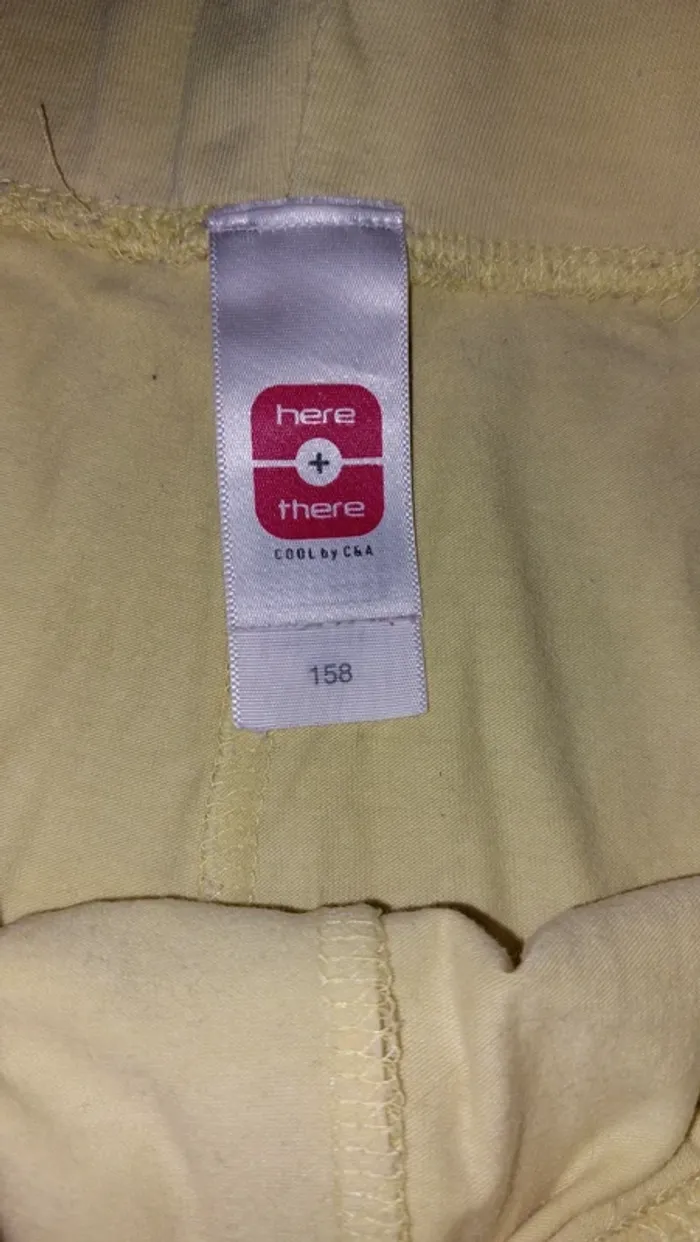 here
+
there
COOL by C&A
158